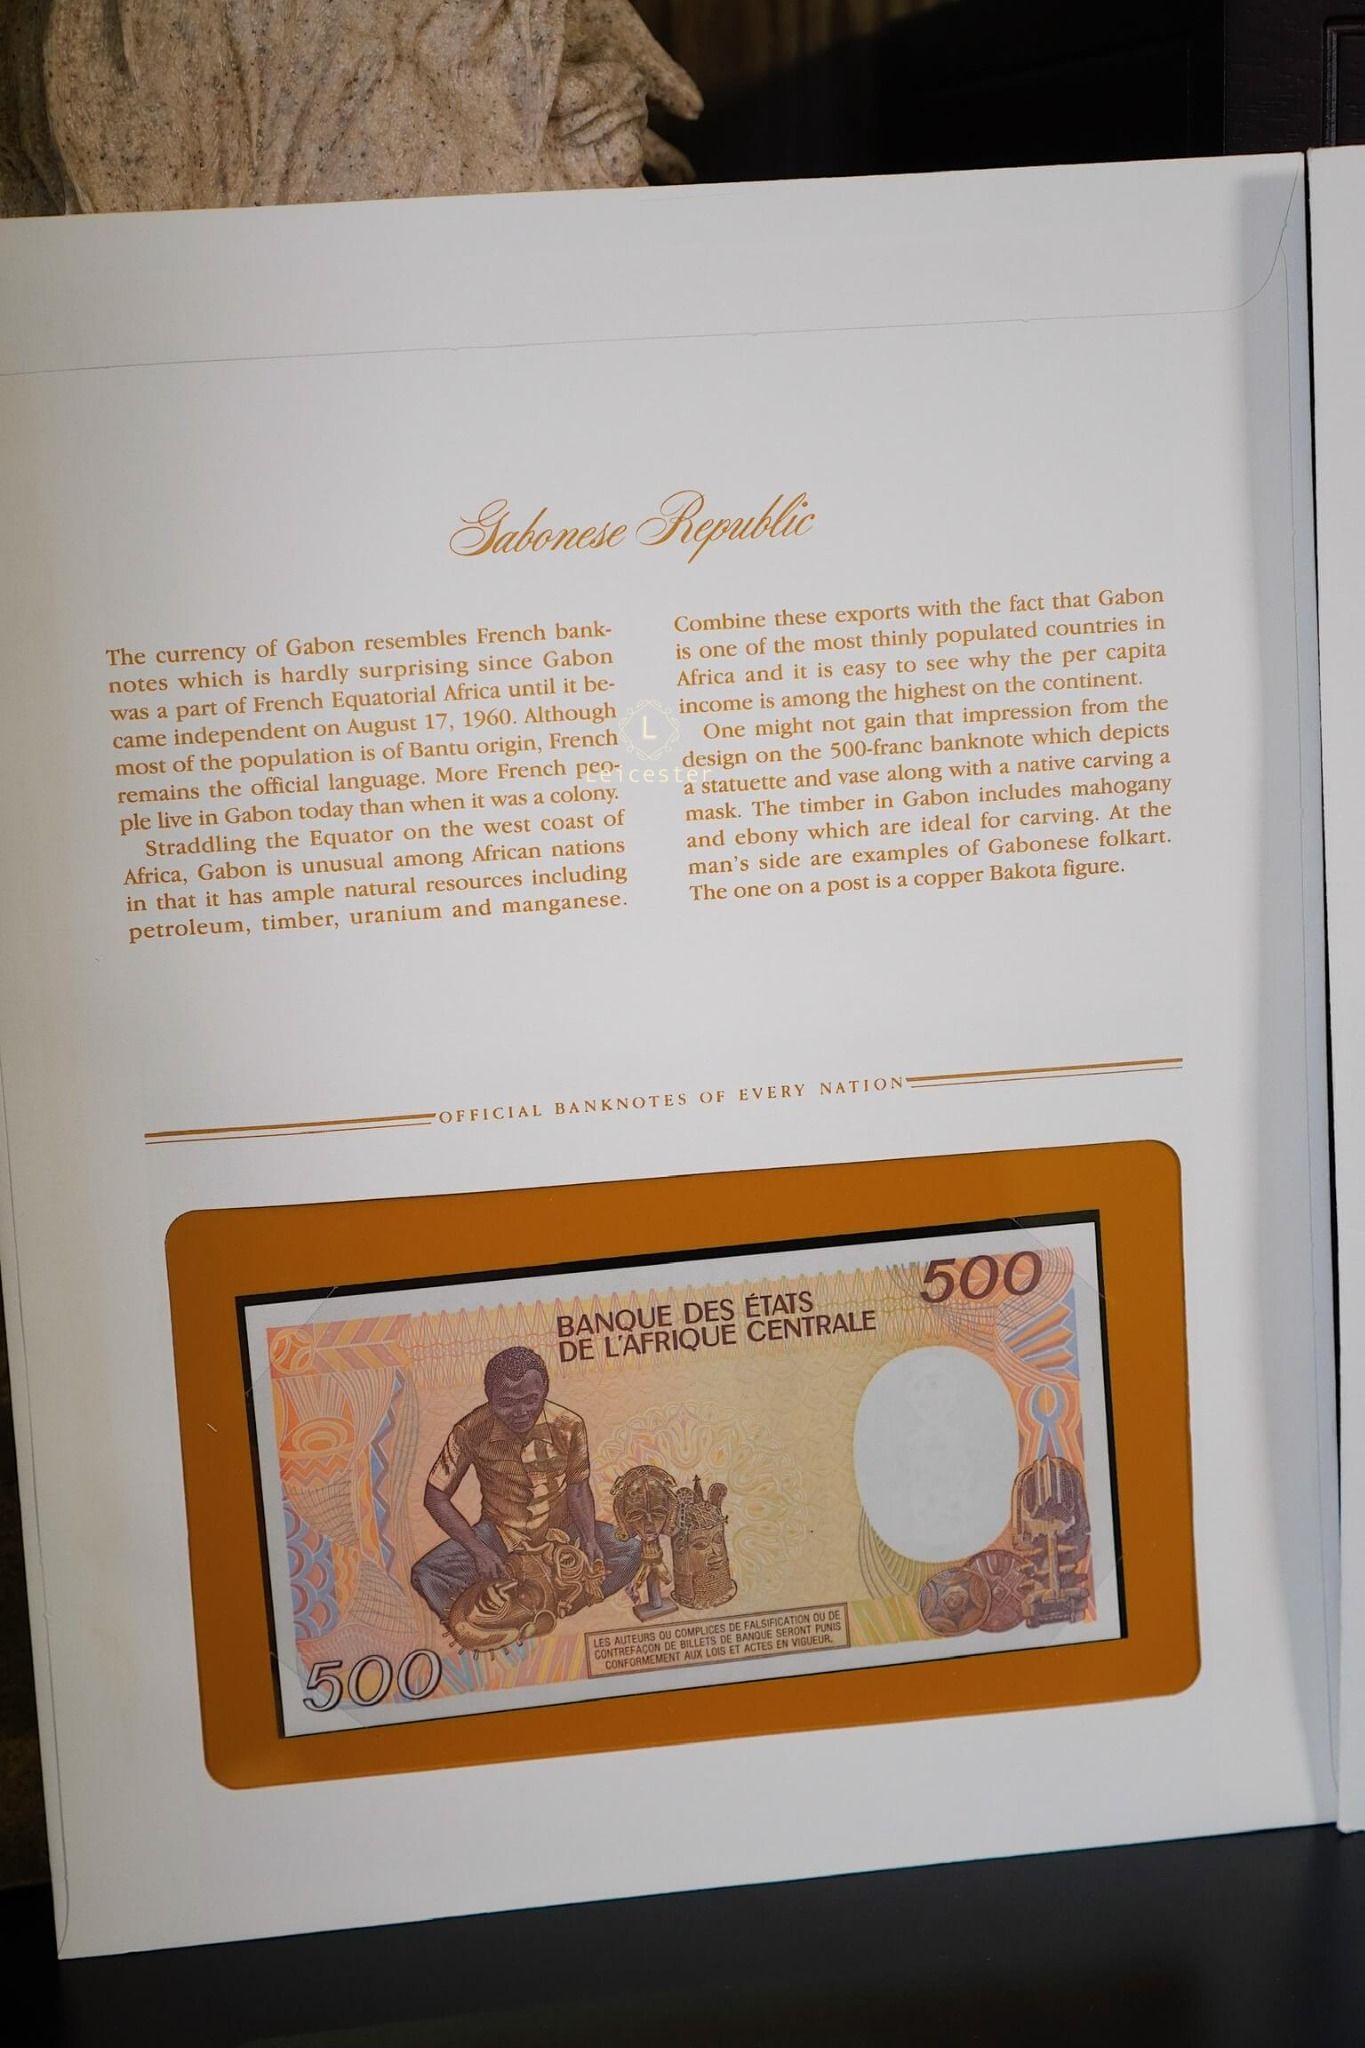 Gabonese Republic
The currency of Gabon resembles French bank-
notes which is hardly surprising since Gabon
was a part of French Equatorial Africa until it be-
came independent on August 17, 1960. Although
most of the population is of Bantu origin, French
remains the official language. More French peo-
ple live in Gabon today than when it was a colony.
Straddling the Equator on the west coast of
Africa, Gabon is unusual among African nations
in that it has ample natural resources including
petroleum, timber, uranium and manganese.
Combine these exports with the fact that Gabon
is one of the most thinly populated countries in
Africa and it is easy to see why the per capita
income is among the highest on the continent.
One might not gain that impression from the
design on the 500-franc banknote which depicts
a statuette and vase along with a native carving a
mask. The timber in Gabon includes mahogany
and ebony which are ideal for carving. At the
man's side are examples of Gabonese folkart.
The one on a post is a copper Bakota figure.
L
Leicester
OFFICIAL BANKNOTES OF EVERY NATION
500
BANQUE DES ÉTATS
DE L'AFRIQUE CENTRALE
LES AUTEURS OU COMPLICES DE FALSIFICATION OU DE
CONTREFAÇON DE BILLETS DE BANQUE SERONT PUNIS
CONFORMEMENT AUX LOIS ET ACTES EN VIGUEUR.
500